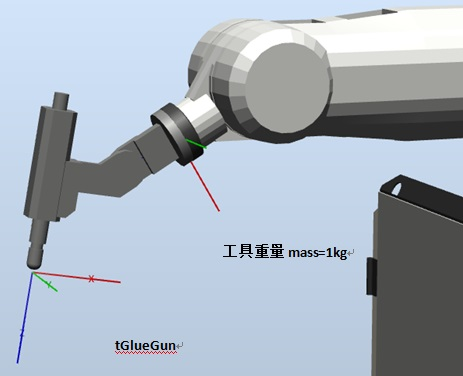 工具重量 mass=1kg
X
Y
Z
tGlueGun